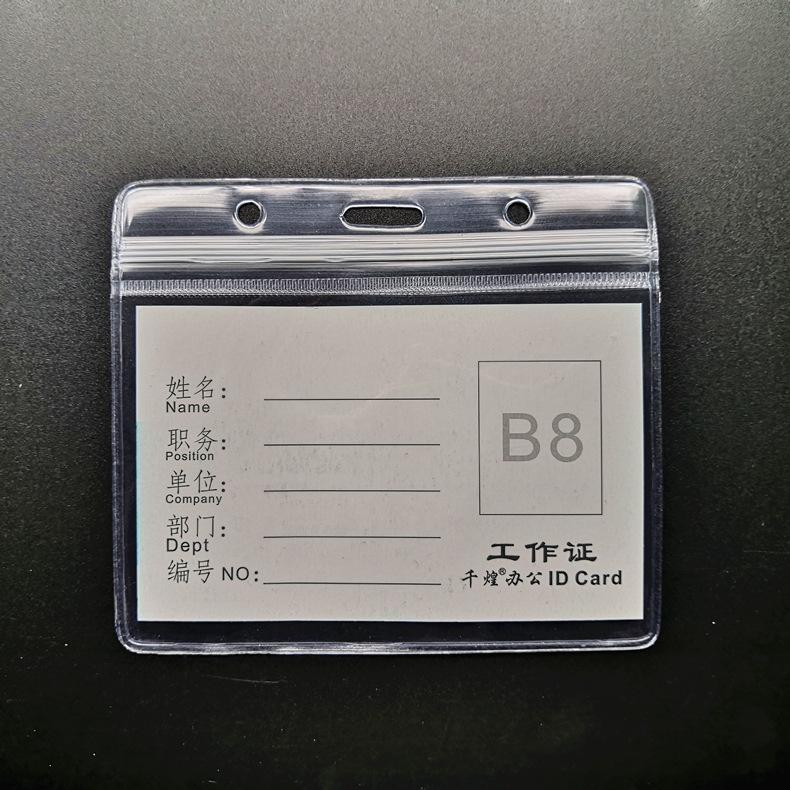 姓名：
Name
职务：
Position
单位：
Company
部门：
Dept
编号 NO：
B8
工作证
千煌®办公 ID Card